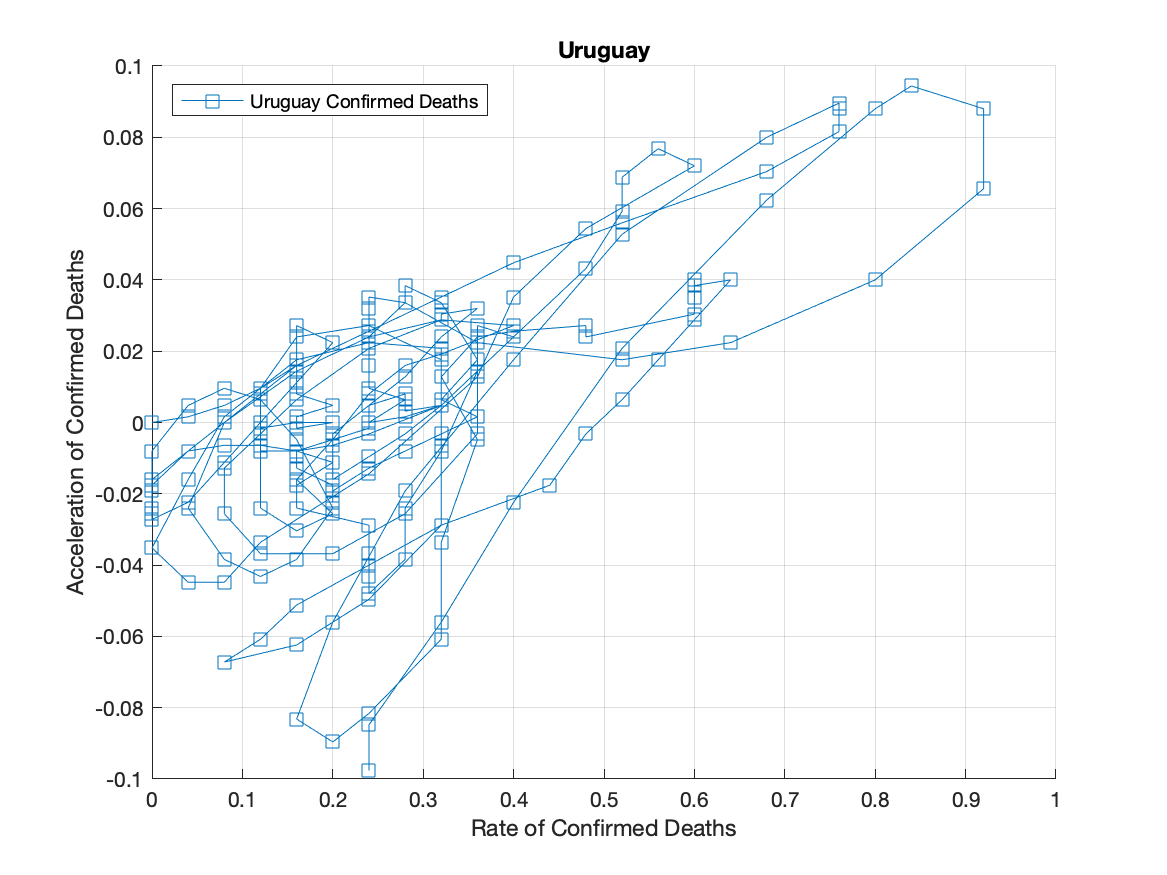 Uruguay
Uruguay Confirmed Deaths
0.1
0.08
0.06
0.04
0.02
0
-0.02
-0.04
-0.06
-0.08
-0.1
Acceleration of Confirmed Deaths
0 0.1 0.2 0.3 0.4 0.5 0.6 0.7 0.8 0.9 1
Rate of Confirmed Deaths